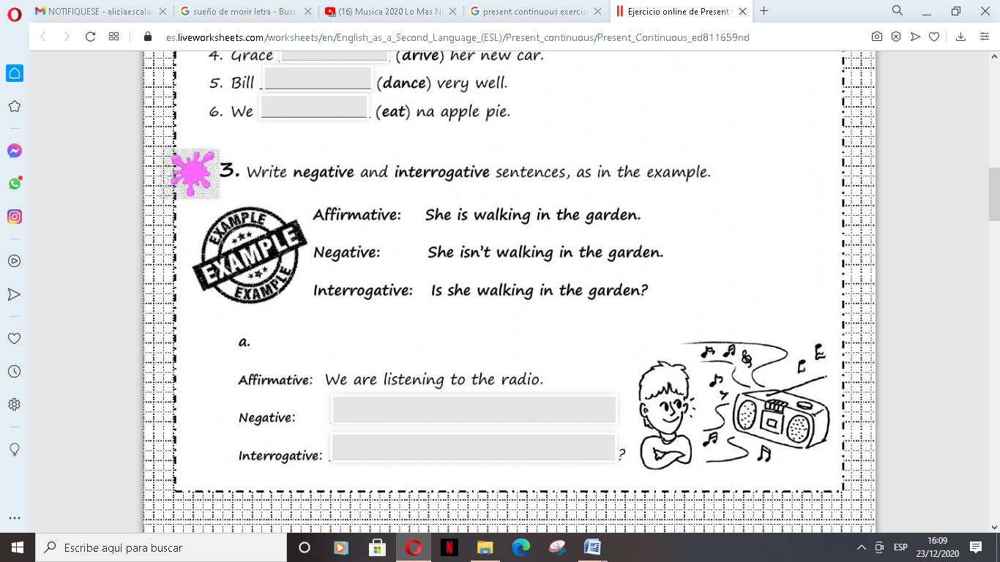 NOTIFIQUESE - aliciaescala
sueño de morir letra - Busc
(16) Musica 2020 Lo Mas N
present continuous exercis
Ejercicio online de Present
es.liveworksheets.com/worksheets/en/English_as_a_Second_Language_(ESL)/Present_continuous/Present_Continuous_ed811659nd
4. Grace (drive) her new car.
5. Bill (dance) very well.
6. We (eat) na apple pie.
3. Write negative and interrogative sentences, as in the example.
EXAMPLE
EXAMPLE
EXAMPLE
Affirmative: She is walking in the garden.
Negative: She isn't walking in the garden.
Interrogative: Is she walking in the garden?
a.
Affirmative: We are listening to the radio.
Negative:
Interrogative: ?
Escribe aquí para buscar
ESP
16:09
23/12/2020